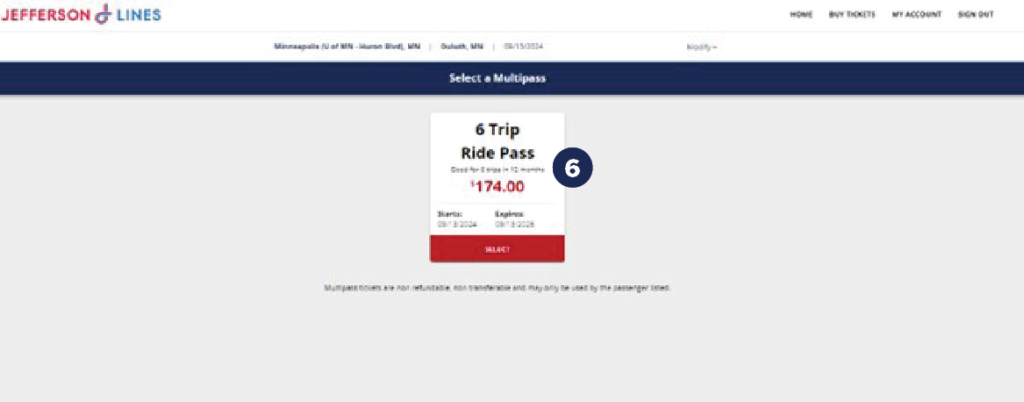 JEFFERSON LINES
HOME BUY TICKETS MY ACCOUNT SIGN OUT
Minneapolis (U of MN - Huron Blvd), MN | Duluth, MN | 09/13/2024 Modify
Select a Multipass
6 Trip
Ride Pass
6
Good for 6 trips in 12 months
$174.00
Starts: Expires:
09/13/2024 09/13/2025
SELECT
Multipass tickets are non refundable, non transferable and may only be used by the passenger listed.